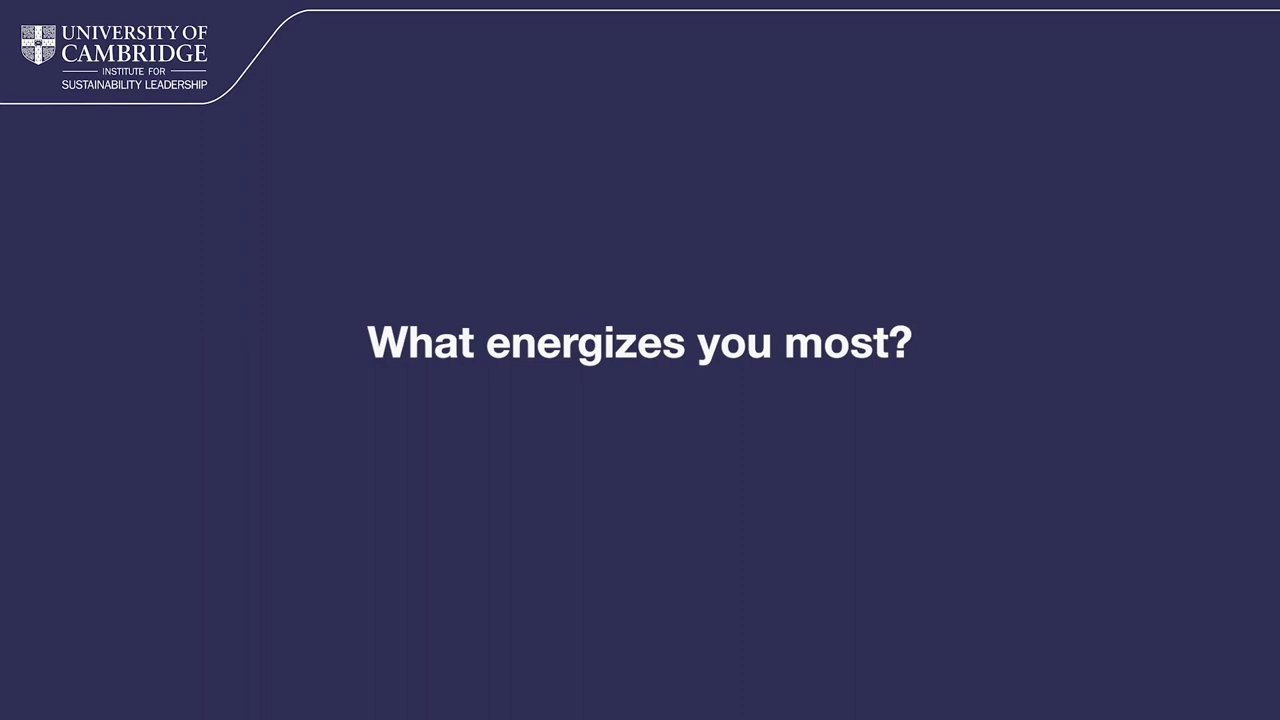 UNIVERSITY OF
CAMBRIDGE
INSTITUTE FOR
SUSTAINABILITY LEADERSHIP
What energizes you most?